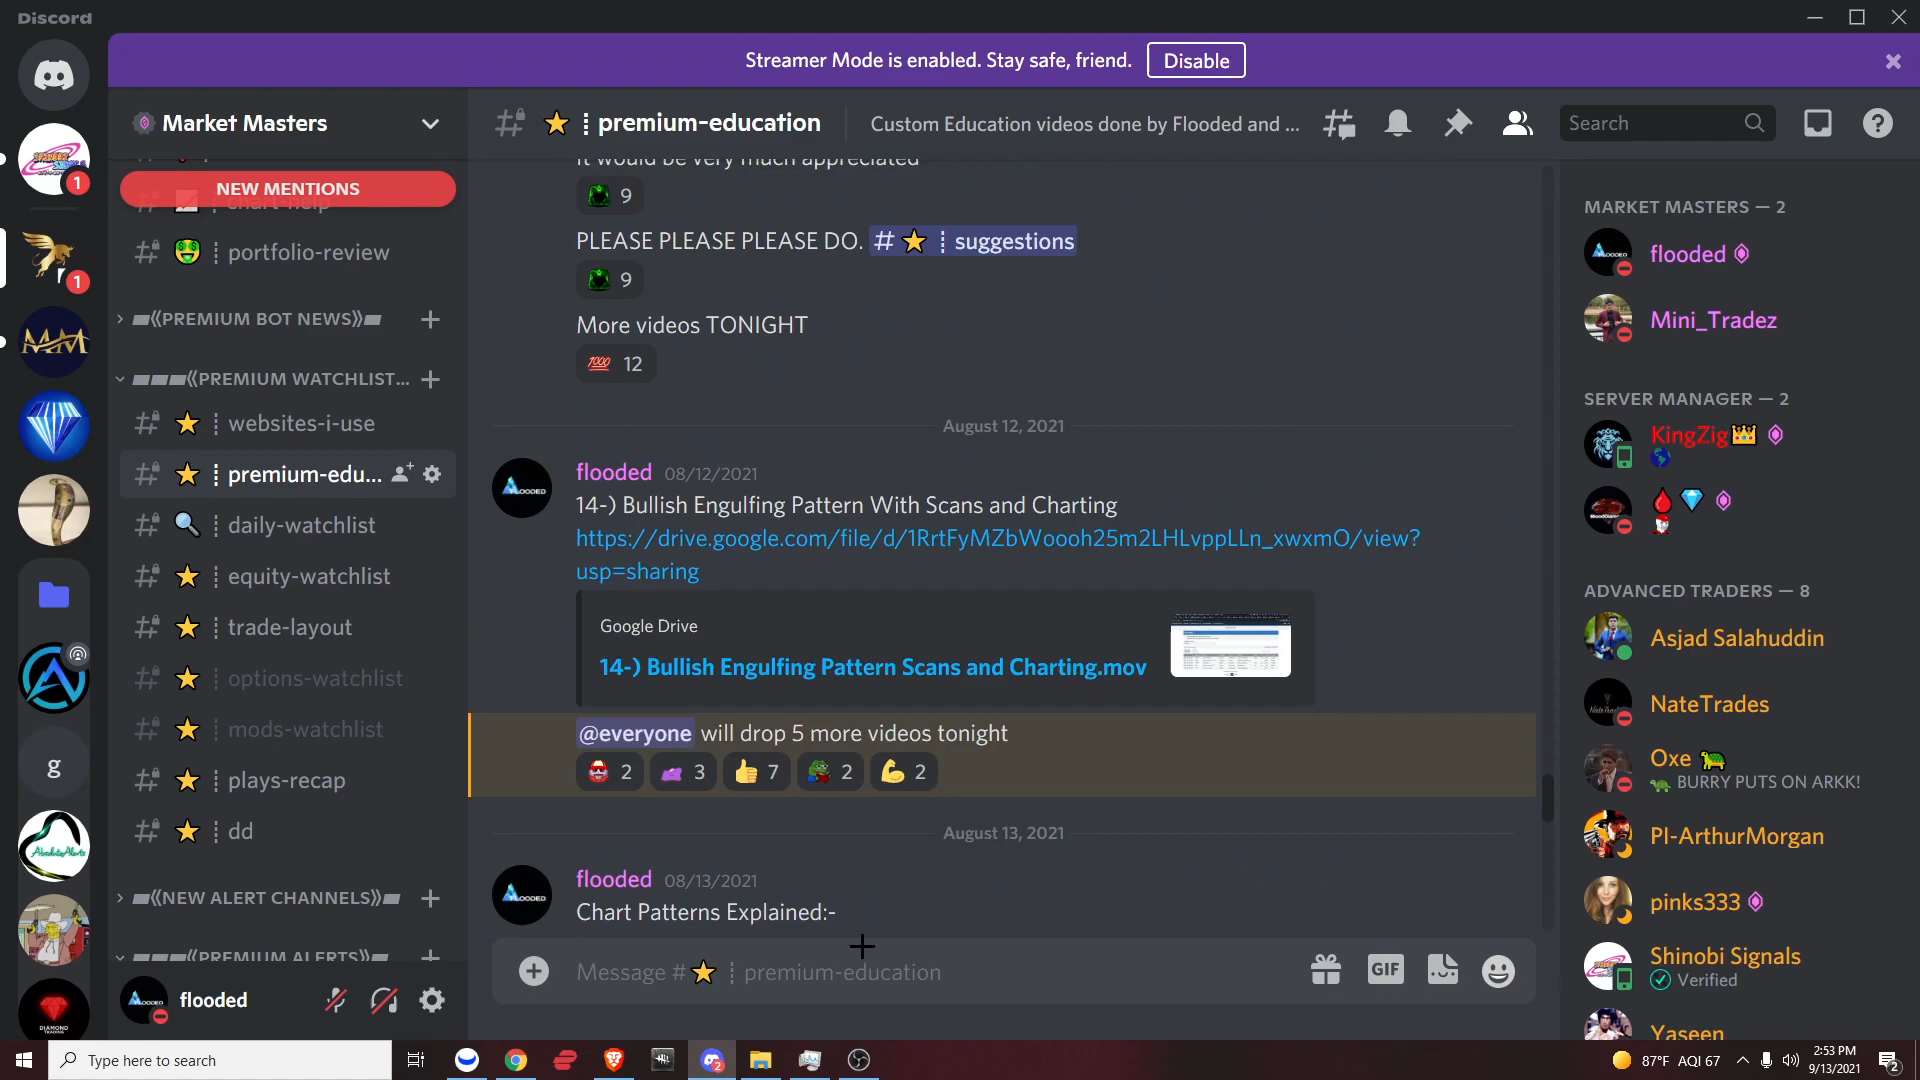 Discord
Streamer Mode is enabled. Stay safe, friend. Disable
Market Masters
NEW MENTIONS
chart-help
portfolio-review
《PREMIUM BOT NEWS》
《PREMIUM WATCHLIST...
websites-i-use
premium-edu...
daily-watchlist
equity-watchlist
trade-layout
options-watchlist
mods-watchlist
plays-recap
dd
《NEW ALERT CHANNELS》
《PREMIUM ALERTS》
flooded
1
1
MM
g
AbsoluteAlerts
DIAMOND
TRADING
premium-education
Custom Education videos done by Flooded and ...
Search
it would be very much appreciated
9
PLEASE PLEASE PLEASE DO. # ⭐ ┊ suggestions
9
More videos TONIGHT
12
August 12, 2021
flooded 08/12/2021
14-) Bullish Engulfing Pattern With Scans and Charting
https://drive.google.com/file/d/1RrtFyMZbWoooh25m2LHLvppLLn_xwxmO/view?
usp=sharing
Google Drive
14-) Bullish Engulfing Pattern Scans and Charting.mov
@everyone will drop 5 more videos tonight
2 3 7 2 2
August 13, 2021
flooded 08/13/2021
Chart Patterns Explained:-
Message # ⭐ ┊ premium-education
GIF
MARKET MASTERS — 2
flooded
Mini_Tradez
SERVER MANAGER — 2
KingZig
ADVANCED TRADERS — 8
Asjad Salahuddin
NateTrades
Oxe
BURRY PUTS ON ARKK!
PI-ArthurMorgan
pinks333
Shinobi Signals
Verified
Yaseen
Type here to search
2
87°F AQI 67
2:53 PM
9/13/2021
2